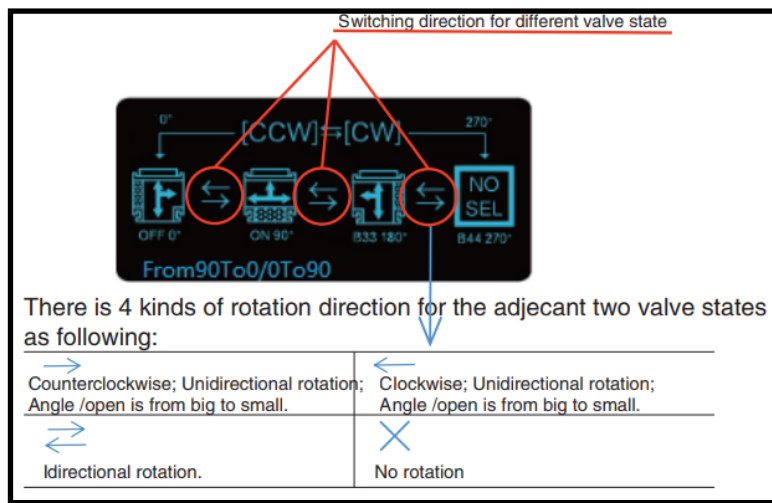 Switching direction for different valve state
0° [CCW]⇆[CW] 270°
NO
SEL
OFF 0° ON 90° B33 180° B44 270°
From90To0/0To90
There is 4 kinds of rotation direction for the adjecant two valve states
as following:
Counterclockwise; Unidirectional rotation;
Angle /open is from big to small.
Clockwise; Unidirectional rotation;
Angle /open is from big to small.
Idirectional rotation.
No rotation